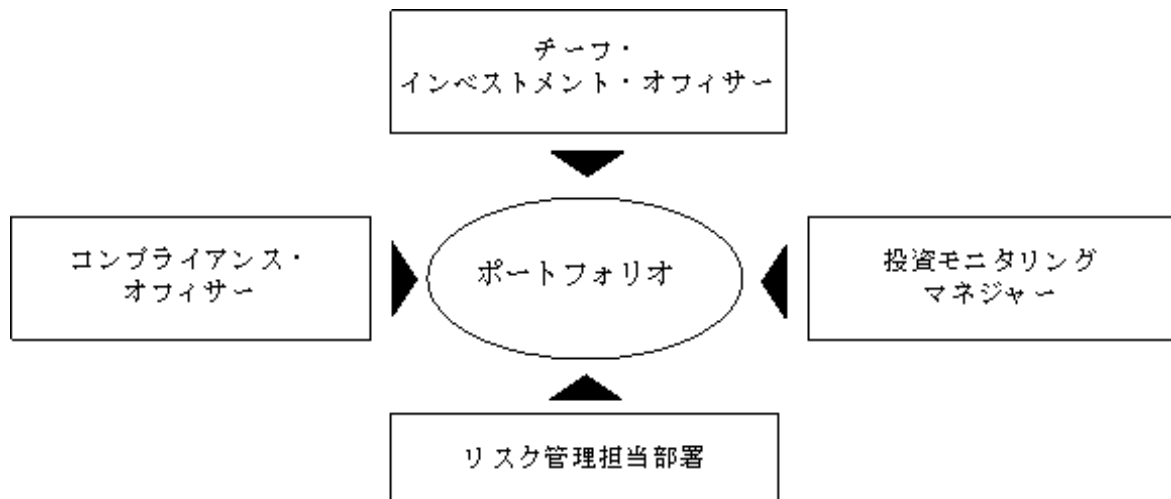 チーフ・
インベストメント・オフィサー
コンプライアンス・
オフィサー
ポートフォリオ
投資モニタリング
マネジャー
リスク管理担当部署